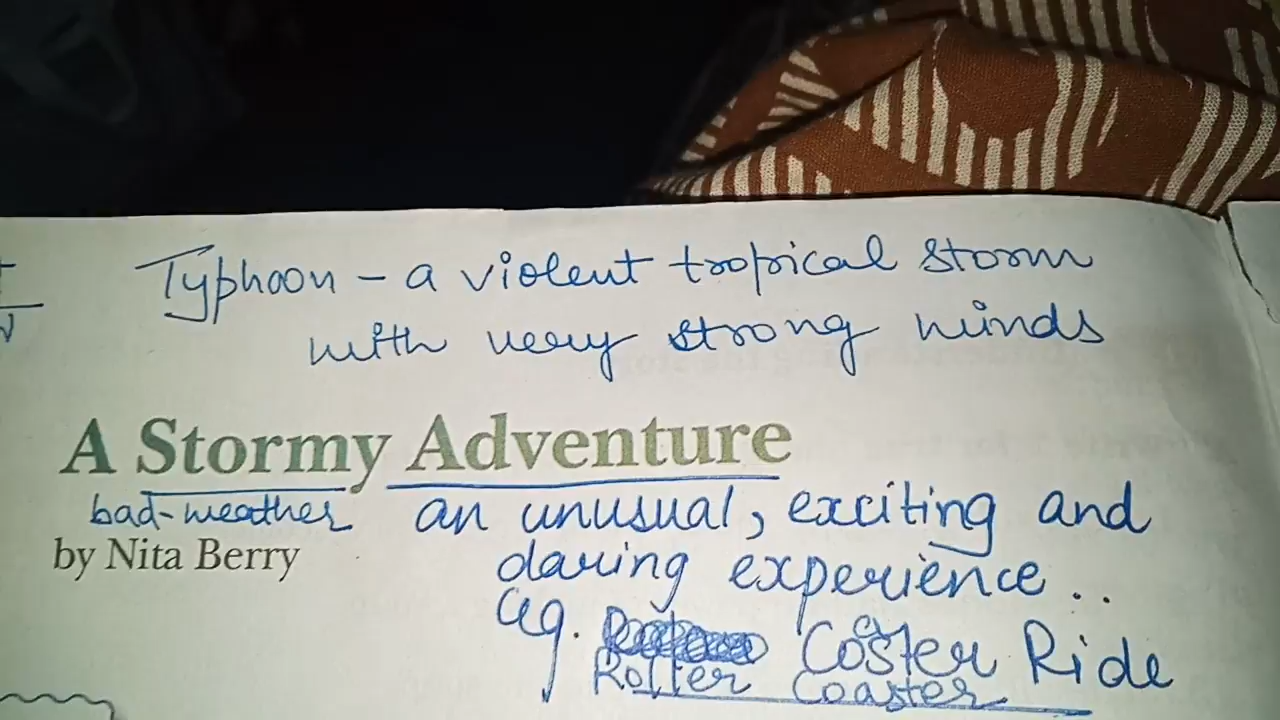 Typhoon - a violent tropical storm
with very strong winds
A Stormy Adventure
bad-weather an unusual, exciting and
by Nita Berry
daring experience..
eg. Coaster Ride
Roller Coaster